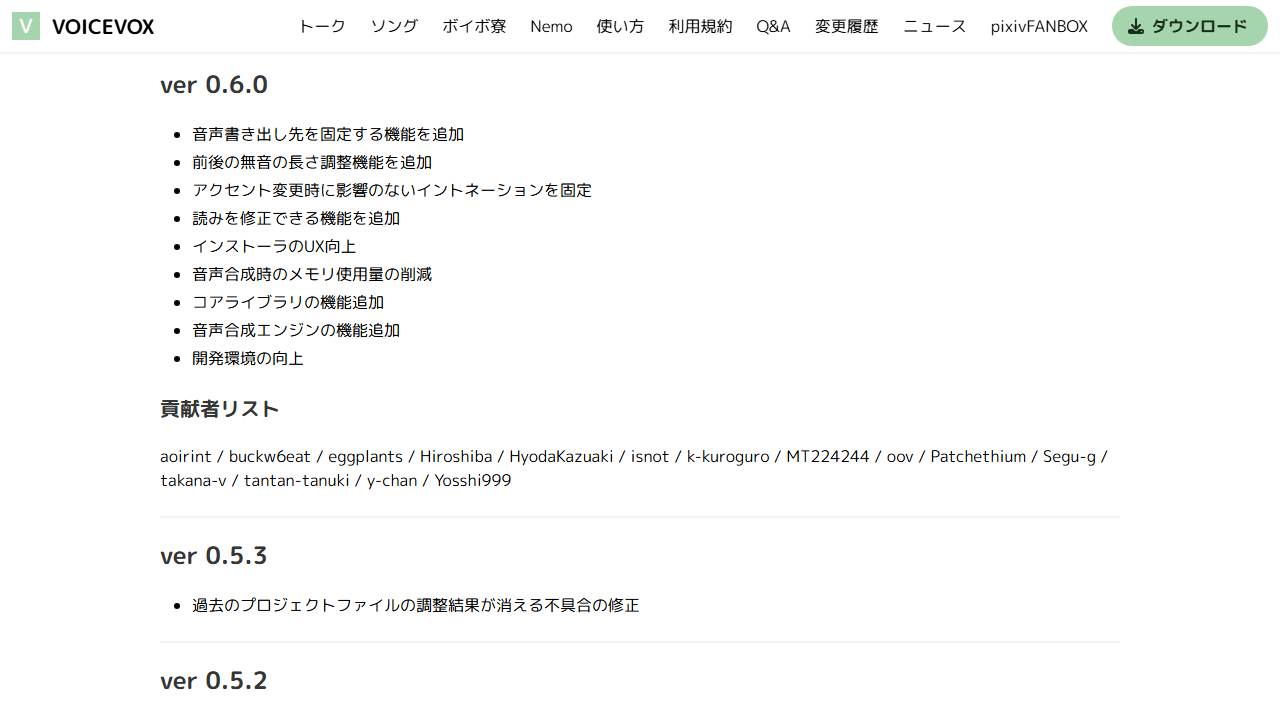 V VOICEVOX トーク ソング ボイボ寮 Nemo 使い方 利用規約 Q&A 変更履歴 ニュース pixivFANBOX ダウンロード
ver 0.6.0
音声書き出し先を固定する機能を追加
前後の無音の長さ調整機能を追加
アクセント変更時に影響のないイントネーションを固定
読みを修正できる機能を追加
インストーラのUX向上
音声合成時のメモリ使用量の削減
コアライブラリの機能追加
音声合成エンジンの機能追加
開発環境の向上
貢献者リスト
aoirint / buckw6eat / eggplants / Hiroshiba / HyodaKazuaki / isnot / k-kuroguro / MT224244 / oov / Patchethium / Segu-g /
takana-v / tantan-tanuki / y-chan / Yosshi999
ver 0.5.3
過去のプロジェクトファイルの調整結果が消える不具合の修正
ver 0.5.2